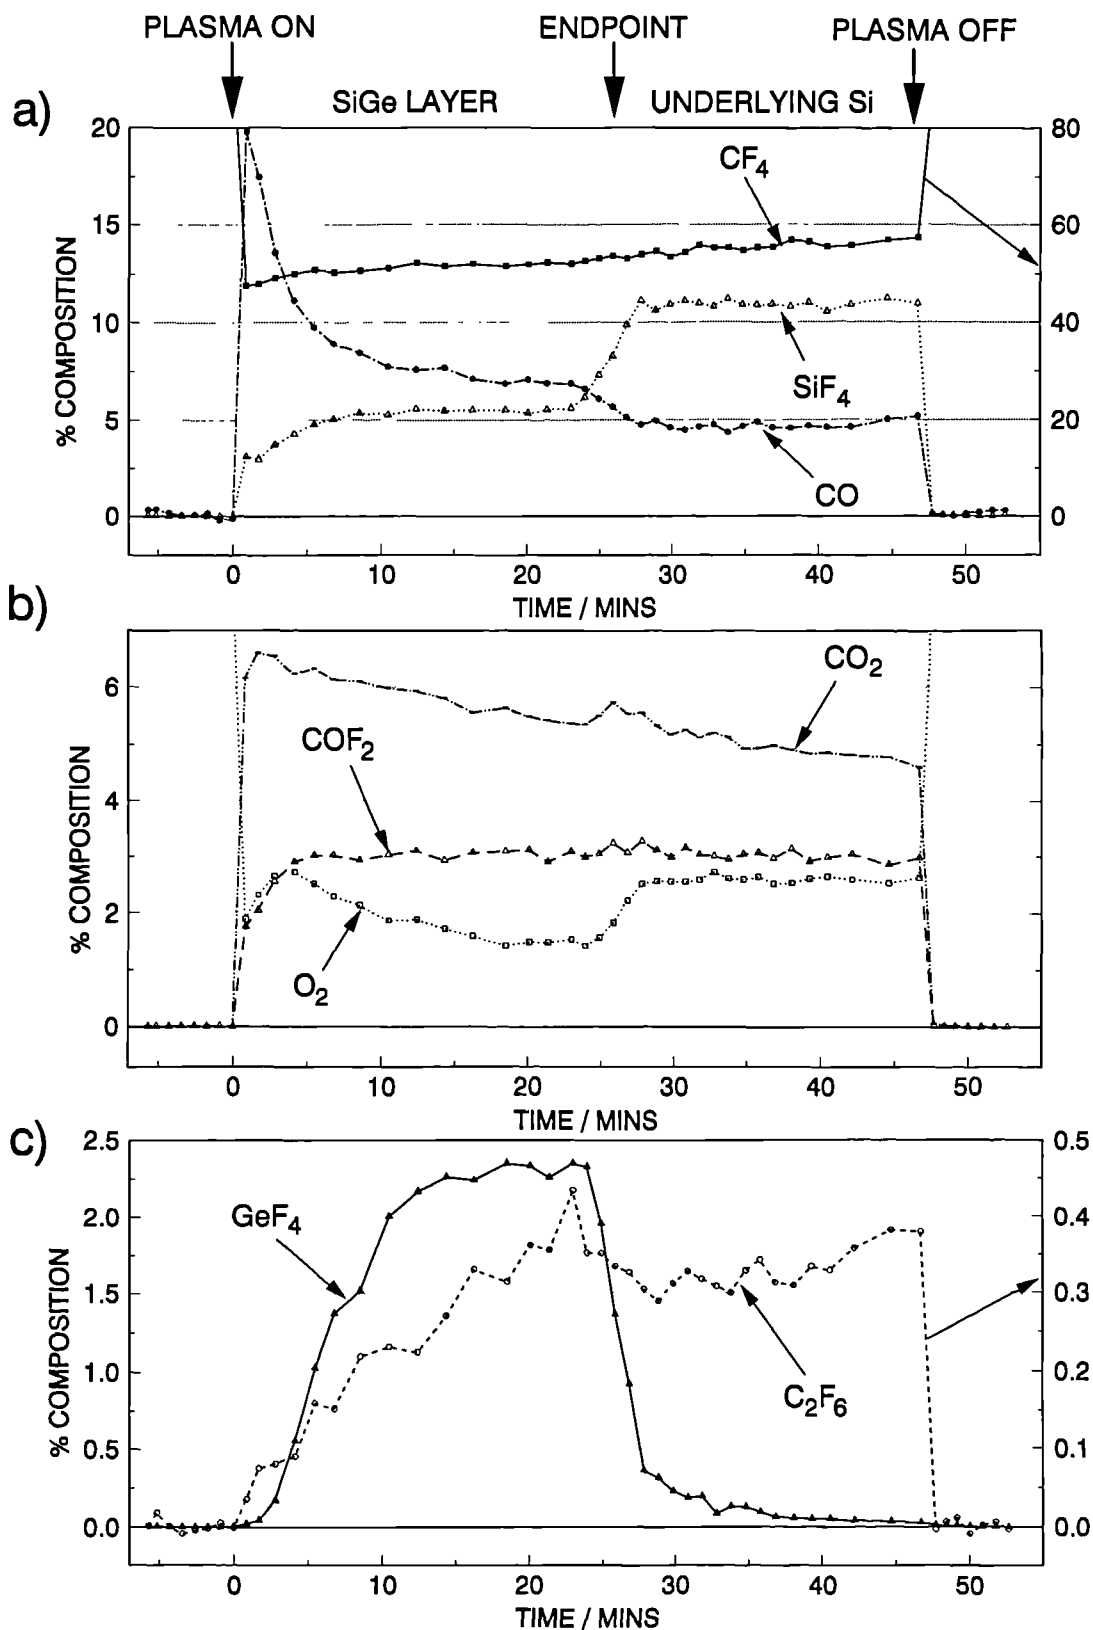 PLASMA ON ENDPOINT PLASMA OFF
a) SiGe LAYER UNDERLYING Si
20 80
CF4
15 60
% COMPOSITION
10 40
SiF4
5 20
CO
0 0
0 10 20 30 40 50
TIME / MINS
b)
CO2
6
COF2
% COMPOSITION
4
2
O2
0
0 10 20 30 40 50
TIME / MINS
c)
2.5 0.5
GeF4
2.0 0.4
% COMPOSITION
1.5 0.3
C2F6
1.0 0.2
0.5 0.1
0.0 0.0
0 10 20 30 40 50
TIME / MINS